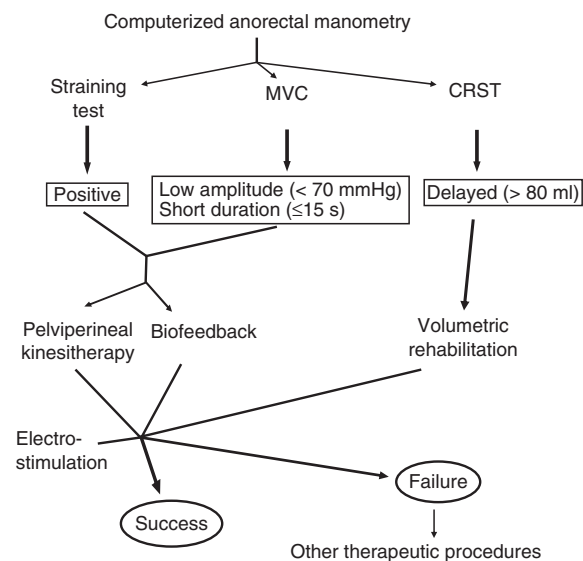 Computerized anorectal manometry
Straining
test
MVC
CRST
Positive
Low amplitude (< 70 mmHg)
Short duration (≤15 s)
Delayed (> 80 ml)
Pelviperineal
kinesitherapy
Biofeedback
Volumetric
rehabilitation
Electro-
stimulation
Failure
Success
Other therapeutic procedures